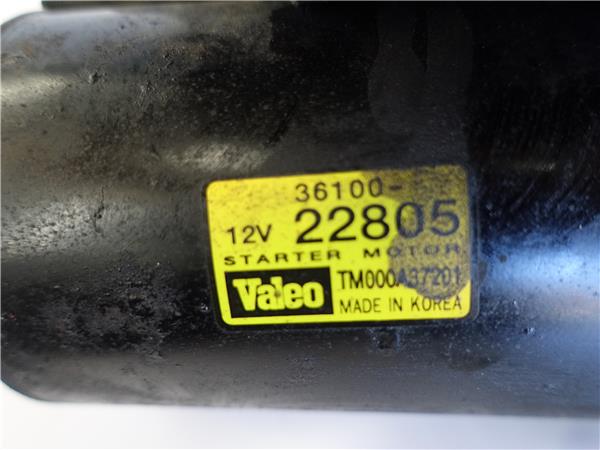 36100-
12V 22805
STARTER MOTOR
Valeo TM000A37201
MADE IN KOREA